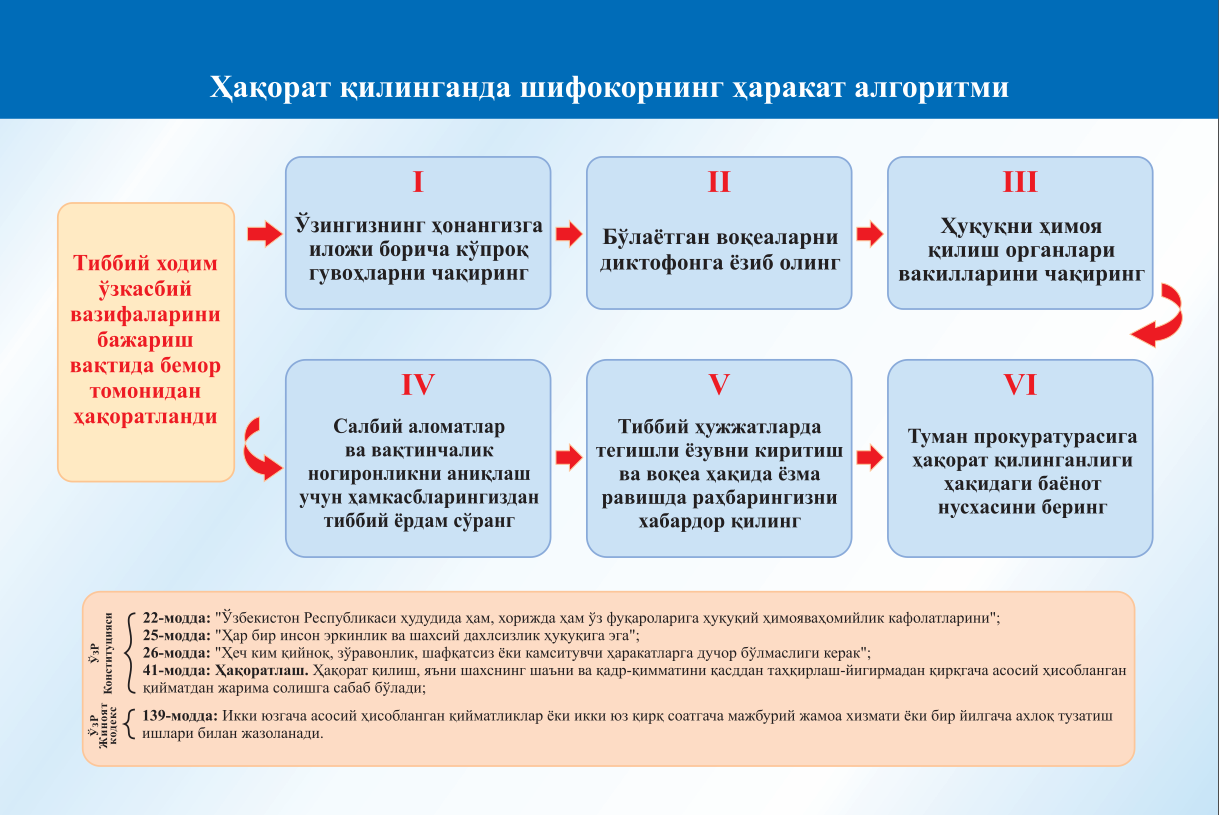 Ҳақорат қилинганда шифокорнинг ҳаракат алгоритми
Тиббий ходим
ўзкасбий
вазифаларини
бажариш
вақтида бемор
томонидан
ҳақоратланди
I
Ўзингизнинг ҳонангизга
иложи борича кўпроқ
гувоҳларни чақиринг
II
Бўлаётган воқеаларни
диктофонга ёзиб олинг
III
Ҳуқуқни ҳимоя
қилиш органлари
вакилларини чақиринг
IV
Салбий аломатлар
ва вақтинчалик
ногиронликни аниқлаш
учун ҳамкасбларингиздан
тиббий ёрдам сўранг
V
Тиббий ҳужжатларда
тегишли ёзувни киритиш
ва воқеа ҳақида ёзма
равишда раҳбарингизни
хабардор қилинг
VI
Туман прокуратурасига
ҳақорат қилинганлиги
ҳақидаги баёнот
нусхасини беринг
ЎзР
Конституцияси
22-модда: "Ўзбекистон Республикаси ҳудудида ҳам, хорижда ҳам ўз фуқароларига ҳуқуқий ҳимояваҳомийлик кафолатларини";
25-модда: "Ҳар бир инсон эркинлик ва шахсий дахлсизлик ҳуқуқига эга";
26-модда: "Ҳеч ким қийноқ, зўравонлик, шафқатсиз ёки камситувчи ҳаракатларга дучор бўлмаслиги керак";
41-модда: Ҳақоратлаш. Ҳақорат қилиш, яъни шахснинг шаъни ва қадр-қимматини қасддан таҳқирлаш-йигирмадан қирқгача асосий ҳисобланган
қийматдан жарима солишга сабаб бўлади;
ЎзР
Жиноят
кодекс
139-модда: Икки юзгача асосий ҳисобланган қийматликлар ёки икки юз қирқ соатгача мажбурий жамоа хизмати ёки бир йилгача ахлоқ тузатиш
ишлари билан жазоланади.